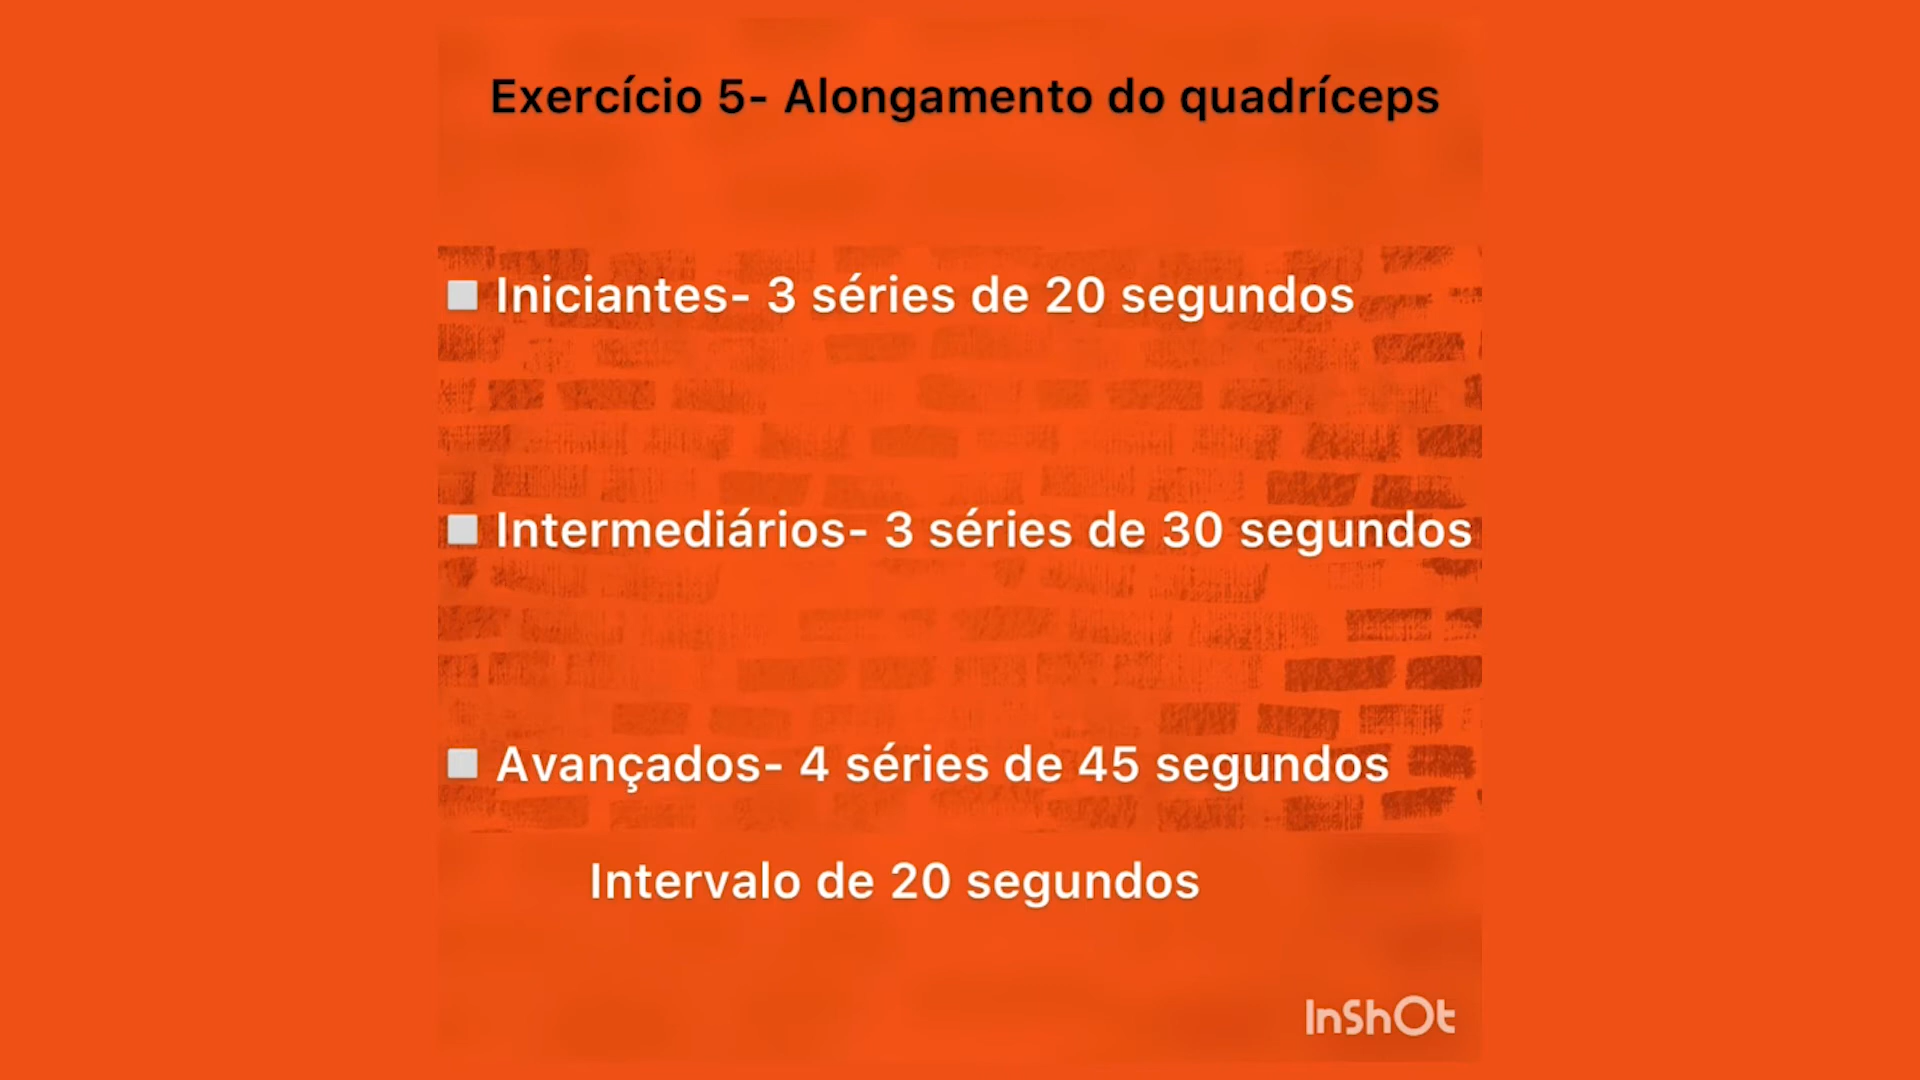 Exercício 5- Alongamento do quadríceps
Iniciantes- 3 séries de 20 segundos
Intermediários- 3 séries de 30 segundos
Avançados- 4 séries de 45 segundos
Intervalo de 20 segundos
InShOt